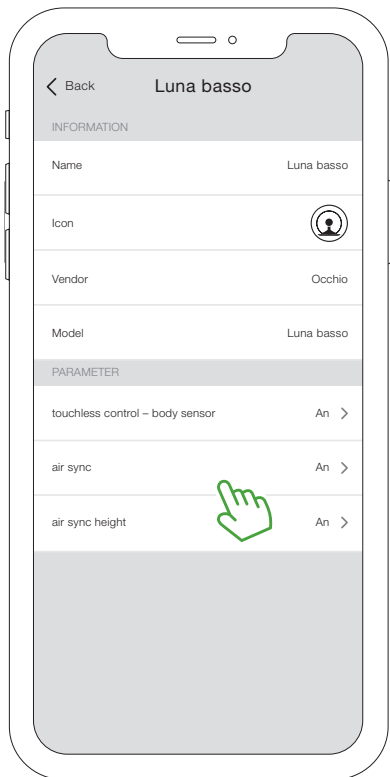 Back Luna basso
INFORMATION
Name Luna basso
Icon
Vendor Occhio
Model Luna basso
PARAMETER
touchless control – body sensor An
air sync An
air sync height An